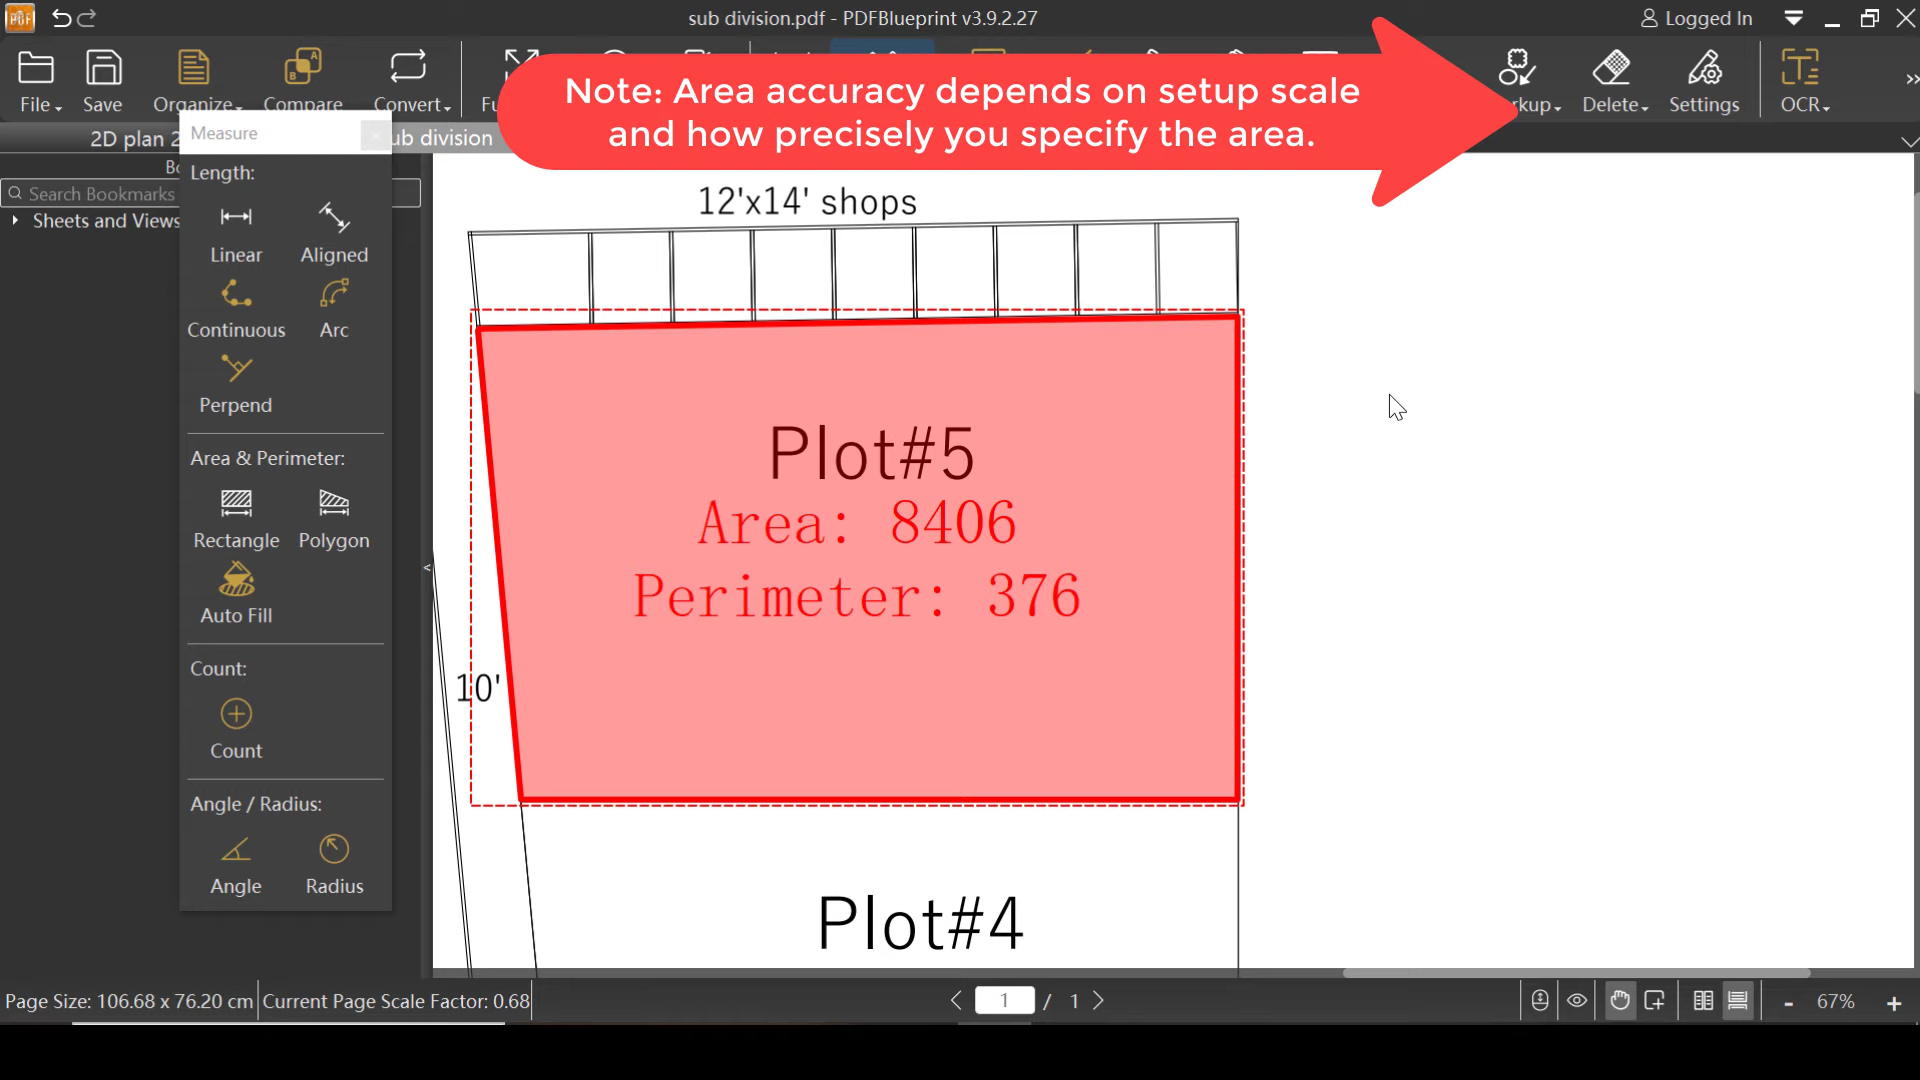 sub division.pdf - PDFBlueprint v3.9.2.27
Logged In
File
Save
Organize
Compare
Convert
Delete
Settings
OCR
Note: Area accuracy depends on setup scale
and how precisely you specify the area.
2D plan 2
Measure
ub division
Search Bookmarks
Sheets and Views
Length:
Linear
Aligned
Continuous
Arc
Perpend
Area & Perimeter:
Rectangle
Polygon
Auto Fill
Count:
Count
Angle / Radius:
Angle
Radius
12'x14' shops
Plot#5
Area: 8406
Perimeter: 376
10'
Plot#4
Page Size: 106.68 x 76.20 cm
Current Page Scale Factor: 0.68
1 / 1
- 67% +